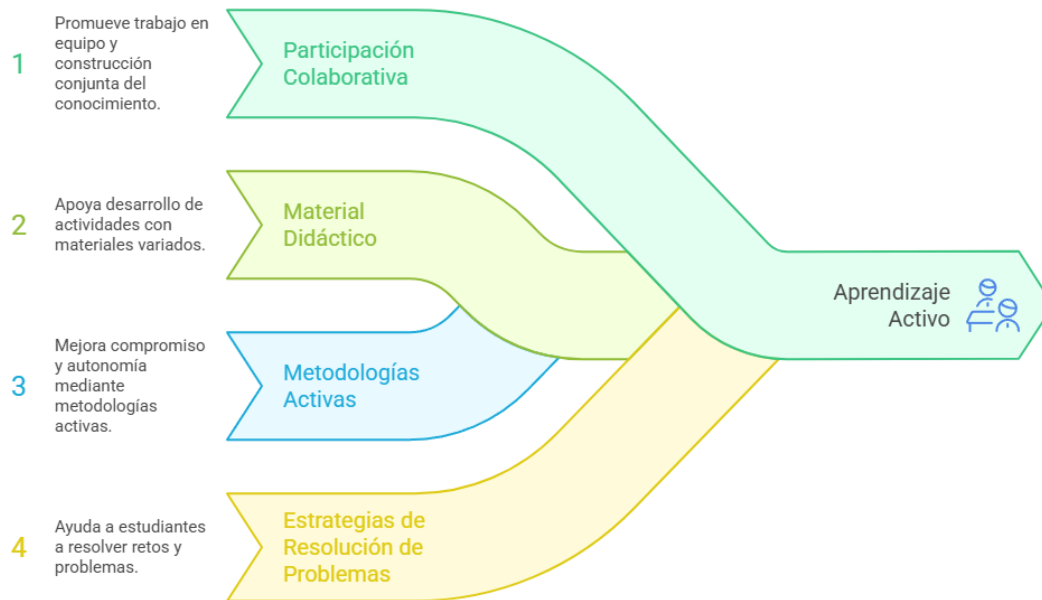 1
Promueve trabajo en
equipo y
construcción
conjunta del
conocimiento.
Participación
Colaborativa
2
Apoya desarrollo de
actividades con
materiales variados.
Material
Didáctico
Aprendizaje
Activo
3
Mejora compromiso
y autonomía
mediante
metodologías
activas.
Metodologías
Activas
4
Ayuda a estudiantes
a resolver retos y
problemas.
Estrategias de
Resolución de
Problemas